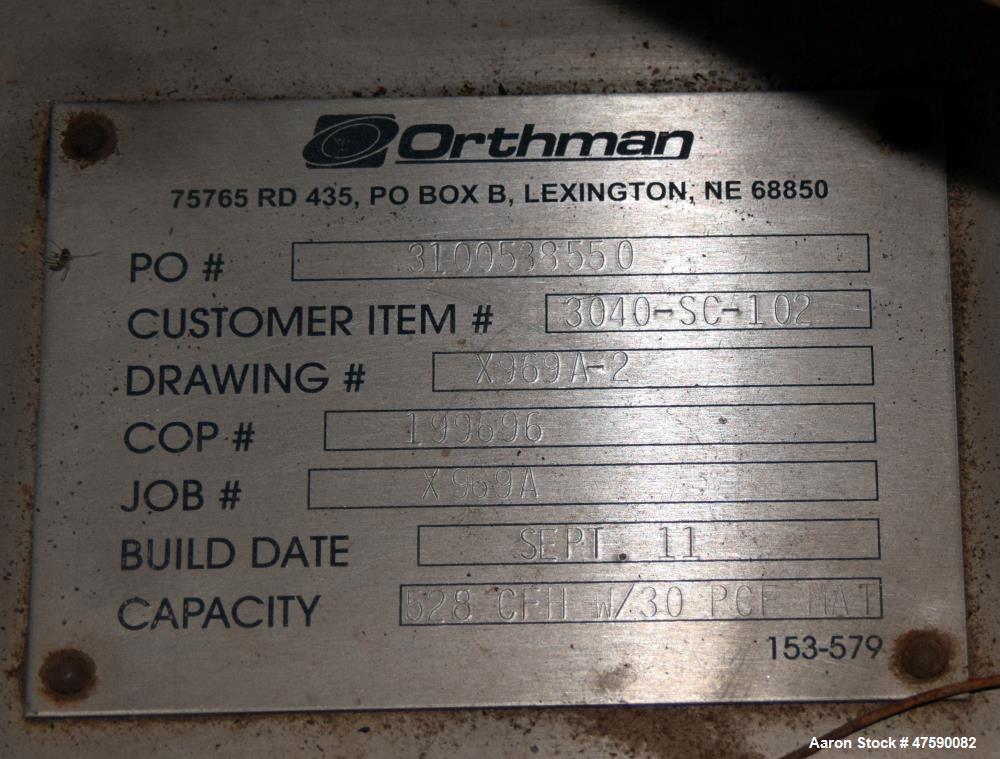 Orthman
75765 RD 435, PO BOX B, LEXINGTON, NE 68850
PO # 3100538550
CUSTOMER ITEM # 3040-SC-102
DRAWING # X969A-2
COP # 199696
JOB # X969A
BUILD DATE SEPT. 11
CAPACITY 528 CFH w/30 PCF MAT
153-579
Aaron Stock # 47590082